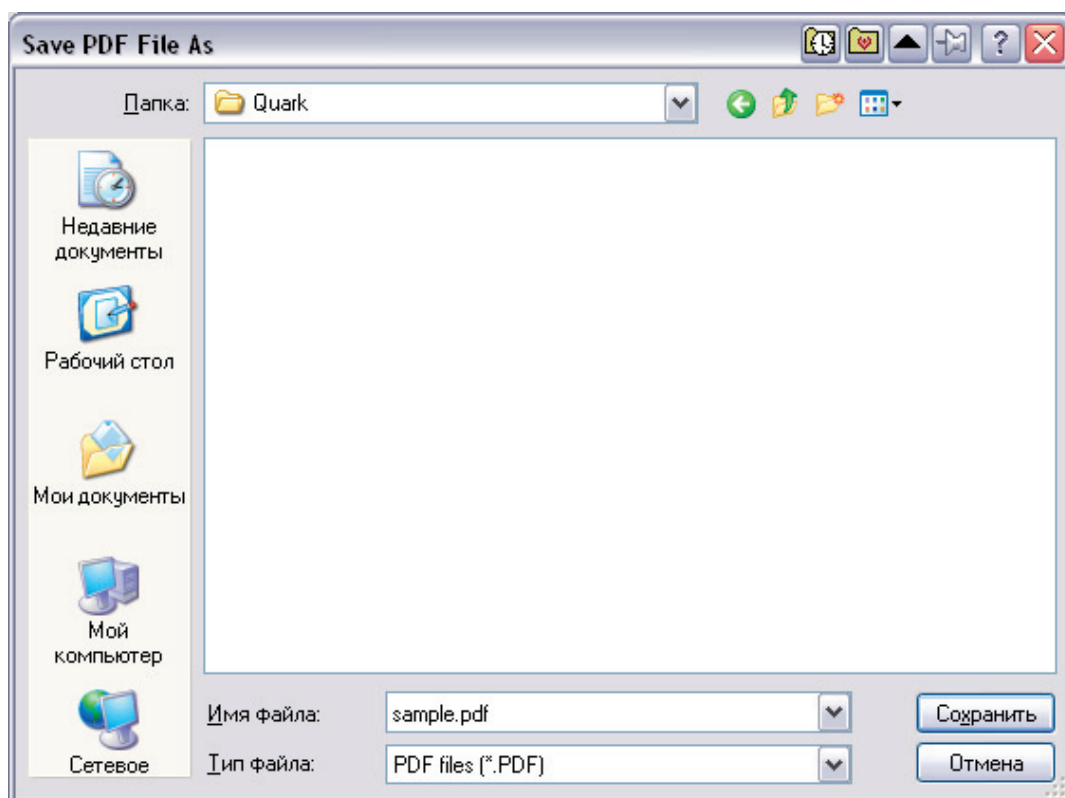 Save PDF File As
Папка:
Quark
Недавние
документы
Рабочий стол
Мои документы
Мой
компьютер
Сетевое
Имя файла:
sample.pdf
Сохранить
Тип файла:
PDF files (*.PDF)
Отмена